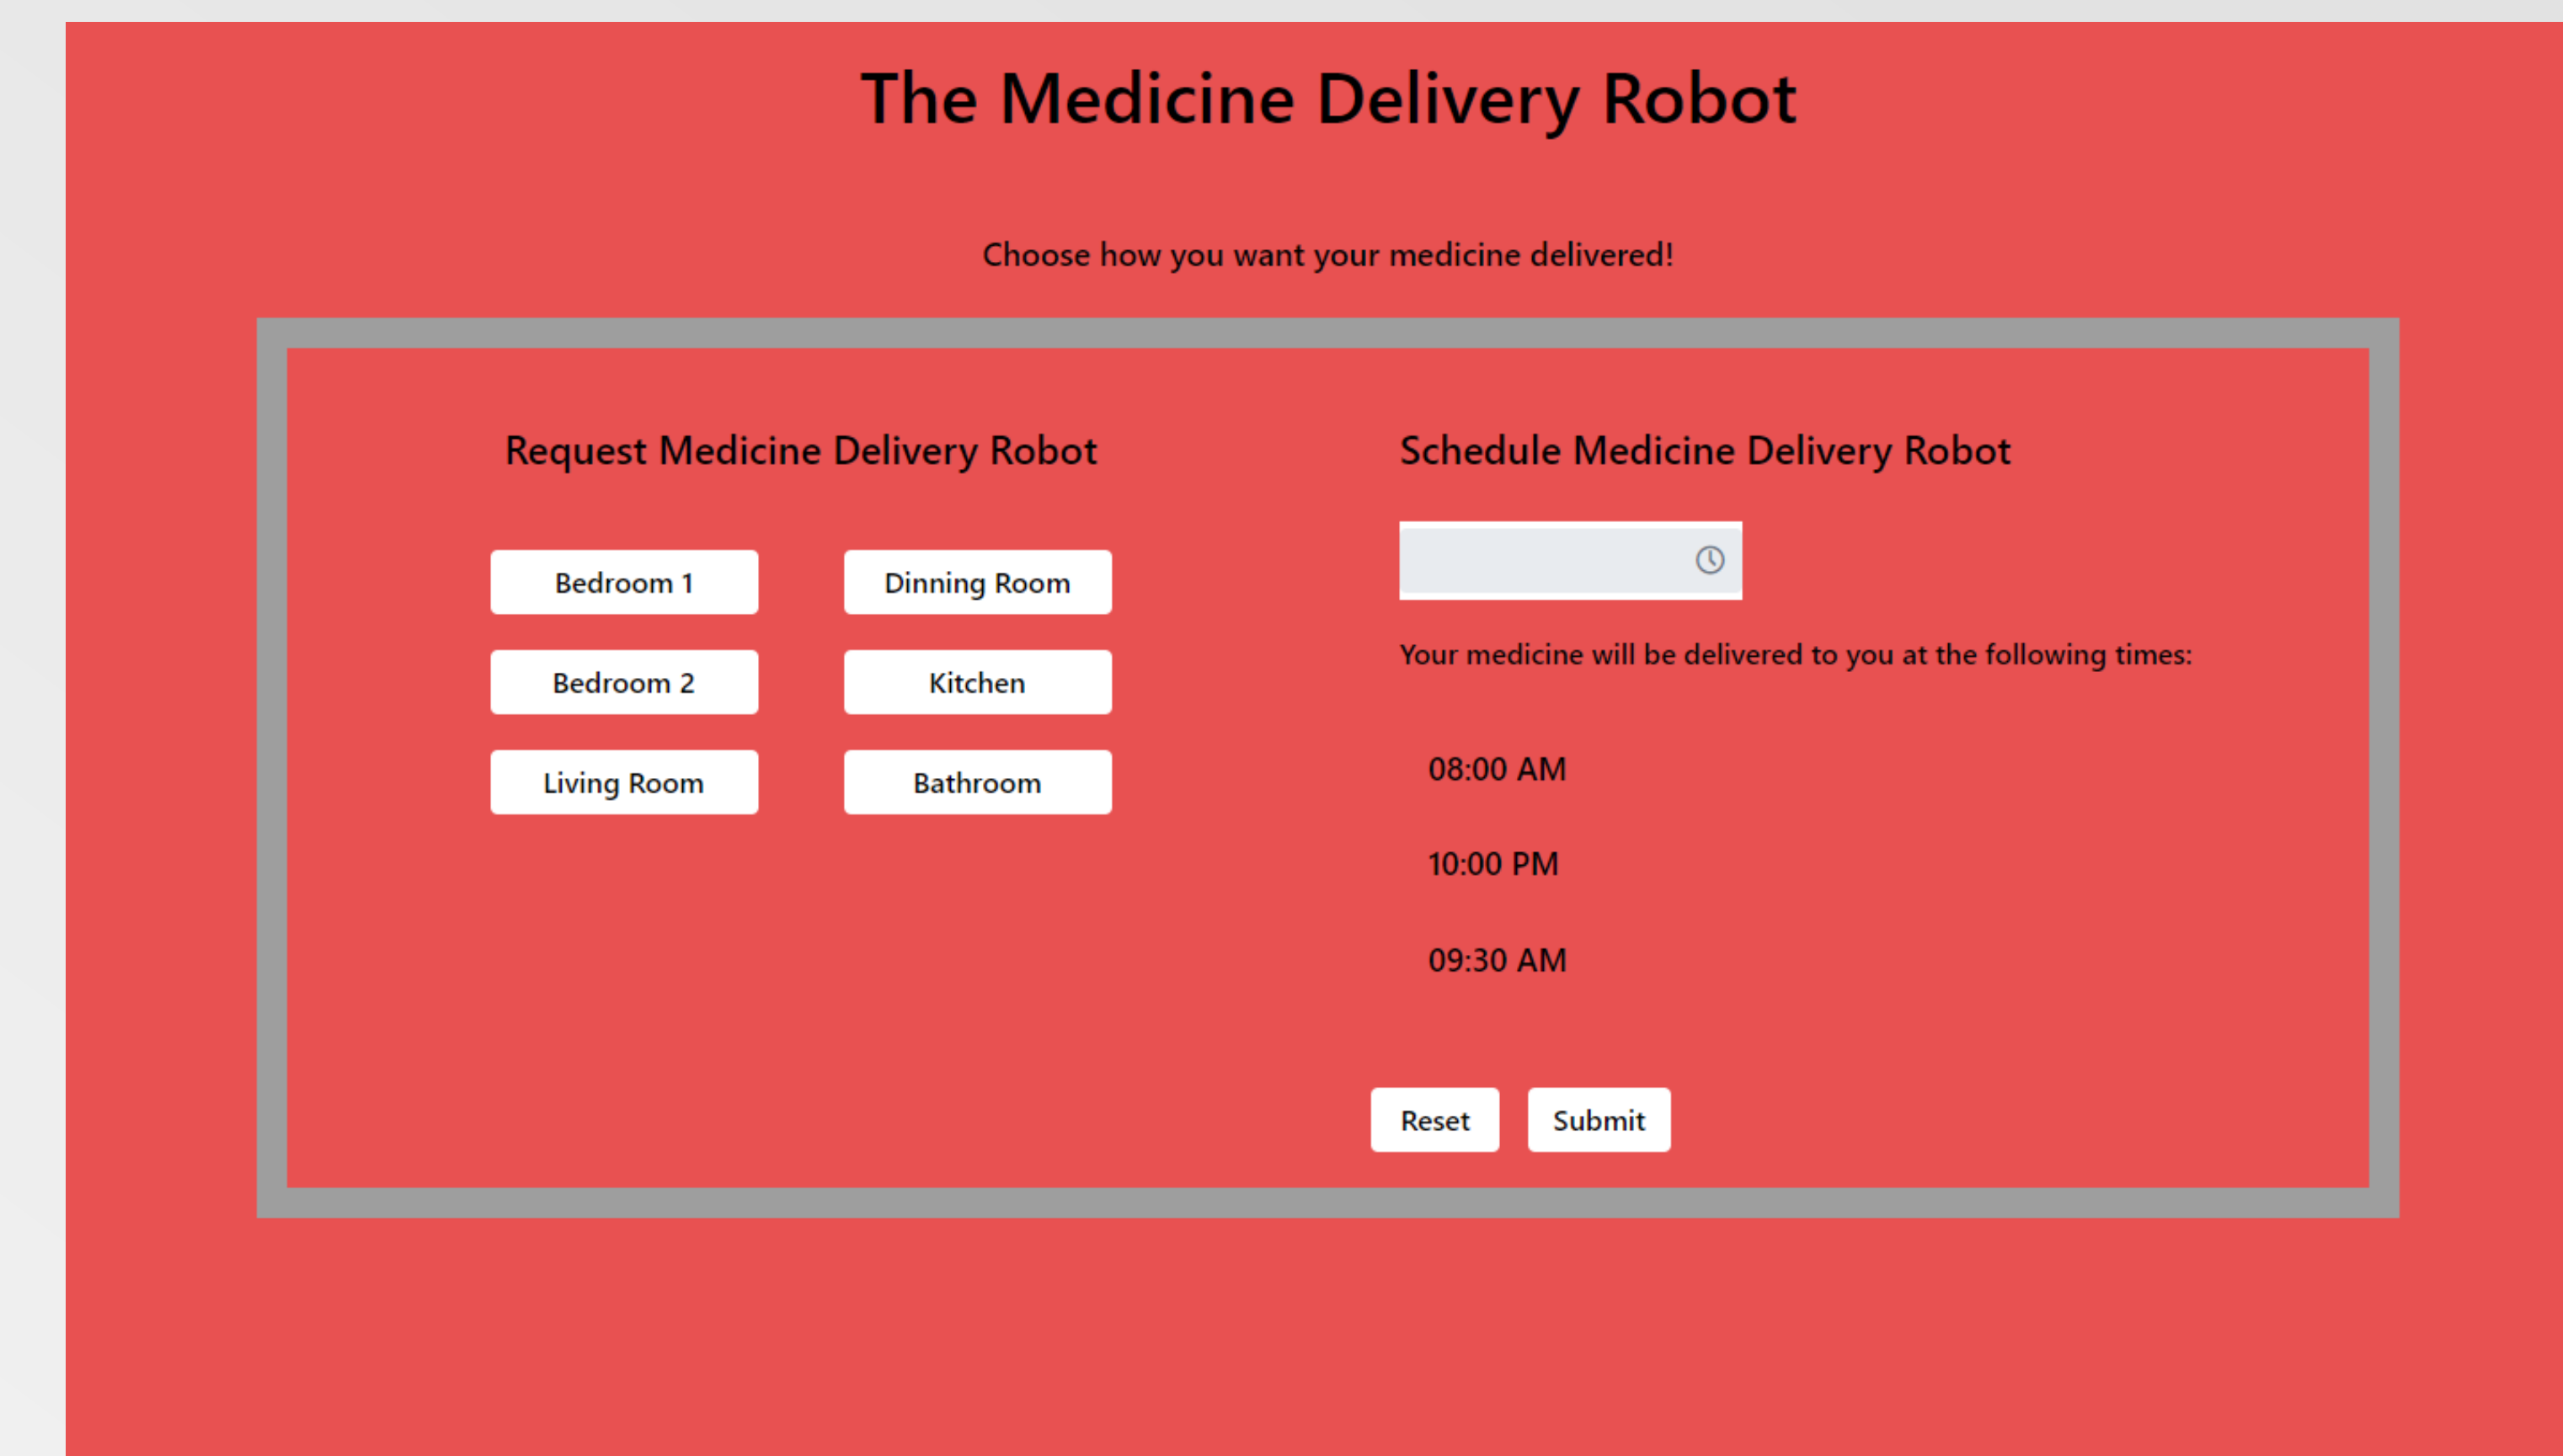 The Medicine Delivery Robot
Choose how you want your medicine delivered!
Request Medicine Delivery Robot
Bedroom 1
Dinning Room
Bedroom 2
Kitchen
Living Room
Bathroom
Schedule Medicine Delivery Robot
Your medicine will be delivered to you at the following times:
08:00 AM
10:00 PM
09:30 AM
Reset
Submit